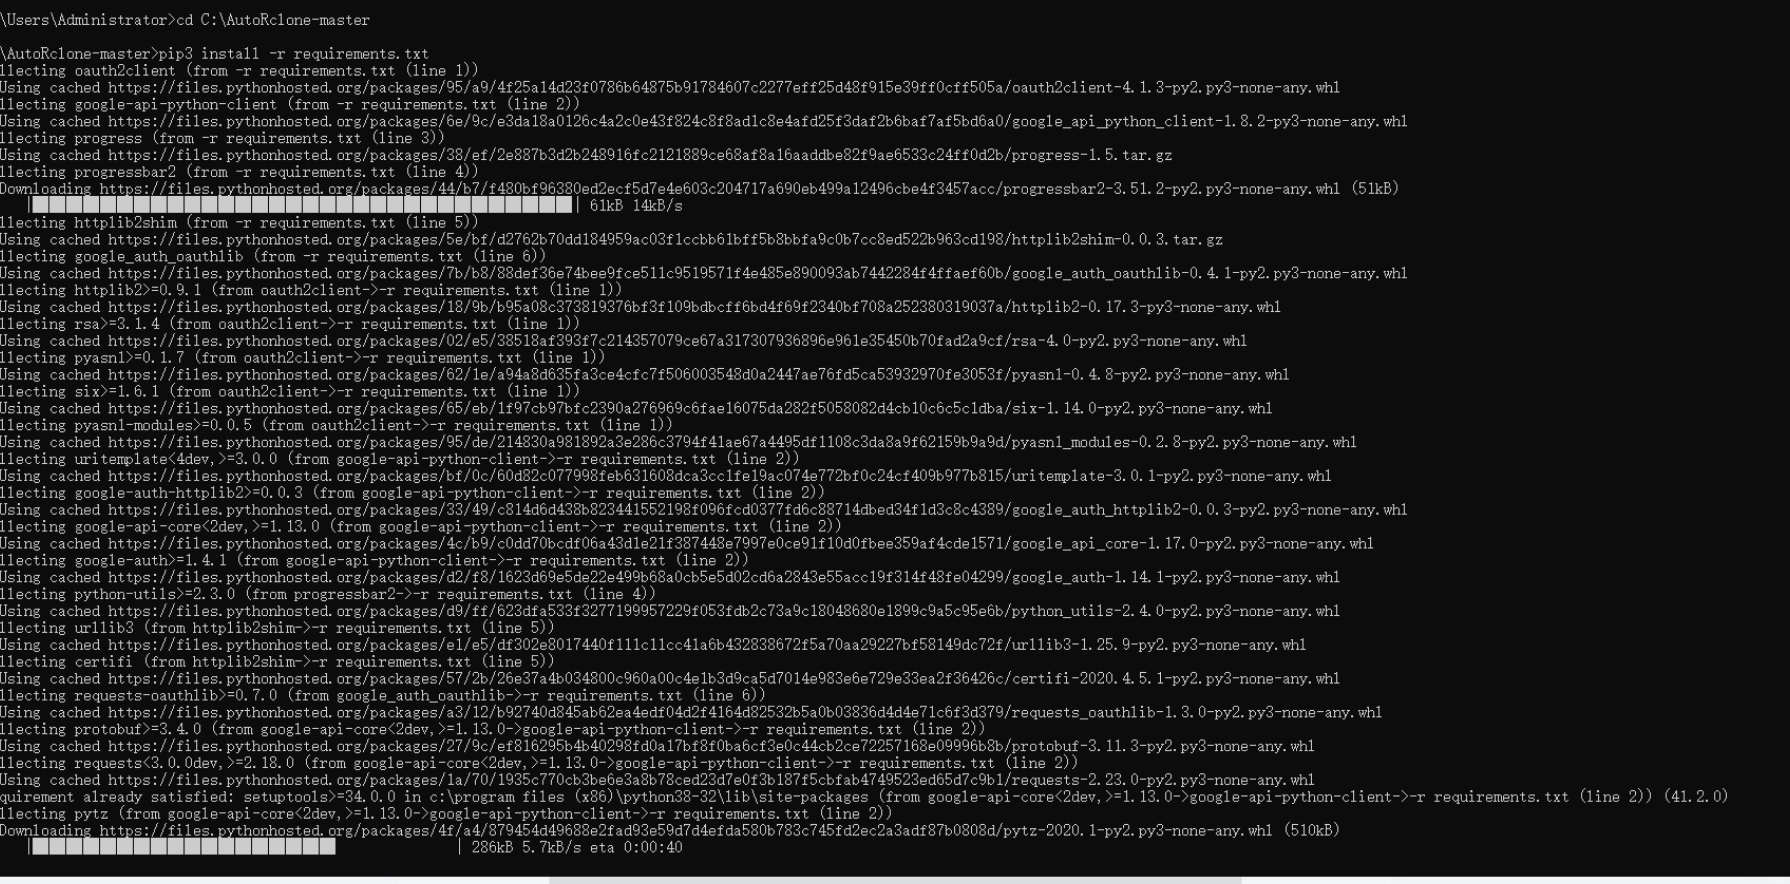 \Users\Administrator>cd C:\AutoRclone-master
\AutoRclone-master>pip3 install -r requirements.txt
llecting oauth2client (from -r requirements.txt (line 1))
Using cached https://files.pythonhosted.org/packages/95/a9/4f25a14d23f0786b64875b91784607c2277eff25d48f915e39ff0cff505a/oauth2client-4.1.3-py2.py3-none-any.whl
llecting google-api-python-client (from -r requirements.txt (line 2))
Using cached https://files.pythonhosted.org/packages/6e/9c/e3da18a0126c4a2c0e43f824c8f8ad1c8e4afd25f3daf2b6baf7af5bd6a0/google_api_python_client-1.8.2-py3-none-any.whl
llecting progress (from -r requirements.txt (line 3))
Using cached https://files.pythonhosted.org/packages/38/ef/2e887b3d2b248916fc2121889ce68af8a16aaddbe82f9ae6533c24ff0d2b/progress-1.5.tar.gz
llecting progressbar2 (from -r requirements.txt (line 4))
Downloading https://files.pythonhosted.org/packages/44/b7/f480bf96380ed2ecf5d7e4e603c204717a690eb499a12496cbe4f3457acc/progressbar2-3.51.2-py2.py3-none-any.whl (51kB)
| 61kB 14kB/s
llecting httplib2shim (from -r requirements.txt (line 5))
Using cached https://files.pythonhosted.org/packages/5e/bf/d2762b70dd184959ac03f1ccbb61bff5b8bbfa9c0b7cc8ed522b963cd198/httplib2shim-0.0.3.tar.gz
llecting google_auth_oauthlib (from -r requirements.txt (line 6))
Using cached https://files.pythonhosted.org/packages/7b/b8/88def36e74bee9fce511c9519571f4e485e890093ab7442284f4ffaef60b/google_auth_oauthlib-0.4.1-py2.py3-none-any.whl
llecting httplib2>=0.9.1 (from oauth2client->-r requirements.txt (line 1))
Using cached https://files.pythonhosted.org/packages/18/9b/b95a08c373819376bf3f109bdbcff6bd4f69f2340bf708a252380319037a/httplib2-0.17.3-py3-none-any.whl
llecting rsa>=3.1.4 (from oauth2client->-r requirements.txt (line 1))
Using cached https://files.pythonhosted.org/packages/02/e5/38518af393f7c214357079ce67a317307936896e961e35450b70fad2a9cf/rsa-4.0-py2.py3-none-any.whl
llecting pyasn1>=0.1.7 (from oauth2client->-r requirements.txt (line 1))
Using cached https://files.pythonhosted.org/packages/62/1e/a94a8d635fa3ce4cfc7f506003548d0a2447ae76fd5ca53932970fe3053f/pyasn1-0.4.8-py2.py3-none-any.whl
llecting six>=1.6.1 (from oauth2client->-r requirements.txt (line 1))
Using cached https://files.pythonhosted.org/packages/65/eb/1f97cb97bfc2390a276969c6fae16075da282f5058082d4cb10c6c5c1dba/six-1.14.0-py2.py3-none-any.whl
llecting pyasn1-modules>=0.0.5 (from oauth2client->-r requirements.txt (line 1))
Using cached https://files.pythonhosted.org/packages/95/de/214830a981892a3e286c3794f41ae67a4495df1108c3da8a9f62159b9a9d/pyasn1_modules-0.2.8-py2.py3-none-any.whl
llecting uritemplate<4dev,>=3.0.0 (from google-api-python-client->-r requirements.txt (line 2))
Using cached https://files.pythonhosted.org/packages/bf/0c/60d82c077998feb631608dca3cc1fe19ac074e772bf0c24cf409b977b815/uritemplate-3.0.1-py2.py3-none-any.whl
llecting google-auth-httplib2>=0.0.3 (from google-api-python-client->-r requirements.txt (line 2))
Using cached https://files.pythonhosted.org/packages/33/49/c814d6d438b823441552198f096fcd0377fd6c88714dbed34f1d3c8c4389/google_auth_httplib2-0.0.3-py2.py3-none-any.whl
llecting google-api-core<2dev,>=1.13.0 (from google-api-python-client->-r requirements.txt (line 2))
Using cached https://files.pythonhosted.org/packages/4c/b9/c0dd70bcdf06a43d1e21f387448e7997e0ce91f10d0fbee359af4cde1571/google_api_core-1.17.0-py2.py3-none-any.whl
llecting google-auth>=1.4.1 (from google-api-python-client->-r requirements.txt (line 2))
Using cached https://files.pythonhosted.org/packages/d2/f8/1623d69e5de22e499b68a0cb5e5d02cd6a2843e55acc19f314f48fe04299/google_auth-1.14.1-py2.py3-none-any.whl
llecting python-utils>=2.3.0 (from progressbar2->-r requirements.txt (line 4))
Using cached https://files.pythonhosted.org/packages/d9/ff/623dfa533f3277199957229f053fdb2c73a9c18048680e1899c9a5c95e6b/python_utils-2.4.0-py2.py3-none-any.whl
llecting urllib3 (from httplib2shim->-r requirements.txt (line 5))
Using cached https://files.pythonhosted.org/packages/e1/e5/df302e8017440f111c11cc41a6b432838672f5a70aa29227bf58149dc72f/urllib3-1.25.9-py2.py3-none-any.whl
llecting certifi (from httplib2shim->-r requirements.txt (line 5))
Using cached https://files.pythonhosted.org/packages/57/2b/26e37a4b034800c960a00c4e1b3d9ca5d7014e983e6e729e33ea2f36426c/certifi-2020.4.5.1-py2.py3-none-any.whl
llecting requests-oauthlib>=0.7.0 (from google_auth_oauthlib->-r requirements.txt (line 6))
Using cached https://files.pythonhosted.org/packages/a3/12/b92740d845ab62ea4edf04d2f4164d82532b5a0b03836d4d4e71c6f3d379/requests_oauthlib-1.3.0-py2.py3-none-any.whl
llecting protobuf>=3.4.0 (from google-api-core<2dev,>=1.13.0->google-api-python-client->-r requirements.txt (line 2))
Using cached https://files.pythonhosted.org/packages/27/9c/ef816295b4b40298fd0a17bf8f0ba6cf3e0c44cb2ce72257168e09996b8b/protobuf-3.11.3-py2.py3-none-any.whl
llecting requests<3.0.0dev,>=2.18.0 (from google-api-core<2dev,>=1.13.0->google-api-python-client->-r requirements.txt (line 2))
Using cached https://files.pythonhosted.org/packages/1a/70/1935c770cb3be6e3a8b78ced23d7e0f3b187f5cbfab4749523ed65d7c9b1/requests-2.23.0-py2.py3-none-any.whl
quirement already satisfied: setuptools>=34.0.0 in c:\program files (x86)\python38-32\lib\site-packages (from google-api-core<2dev,>=1.13.0->google-api-python-client->-r requirements.txt (line 2)) (41.2.0)
llecting pytz (from google-api-core<2dev,>=1.13.0->google-api-python-client->-r requirements.txt (line 2))
Downloading https://files.pythonhosted.org/packages/4f/a4/879454d49688e2fad93e59d7d4efda580b783c745fd2ec2a3adf87b0808d/pytz-2020.1-py2.py3-none-any.whl (510kB)
| 286kB 5.7kB/s eta 0:00:40